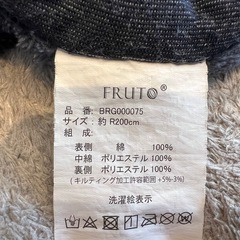 FRUTO®
品 番: BRG000075
サイズ: 約 R200cm
組 成:
表側 綿 100%
中綿 ポリエステル 100%
裏側 ポリエステル 100%
(キルティング加工許容範囲 +5%-3%)
洗濯絵表示